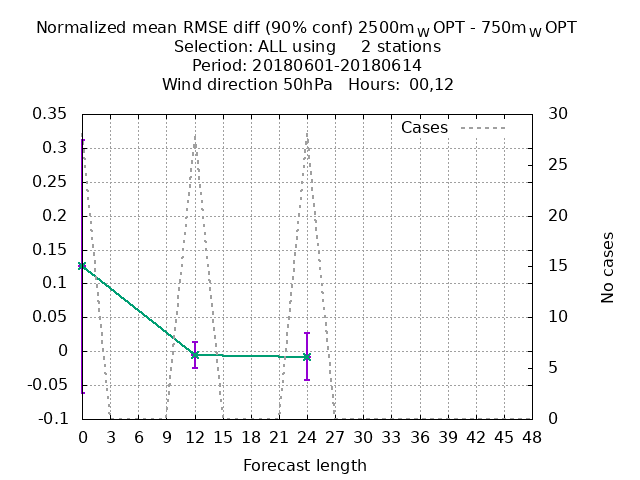 Normalized mean RMSE diff (90% conf) 2500m_W OPT - 750m_W OPT
Selection: ALL using 2 stations
Period: 20180601-20180614
Wind direction 50hPa Hours: 00,12
Cases
0.35
0.3
0.25
0.2
0.15
0.1
0.05
0
-0.05
-0.1
30
25
20
15
10
5
0
No cases
0 3 6 9 12 15 18 21 24 27 30 33 36 39 42 45 48
Forecast length